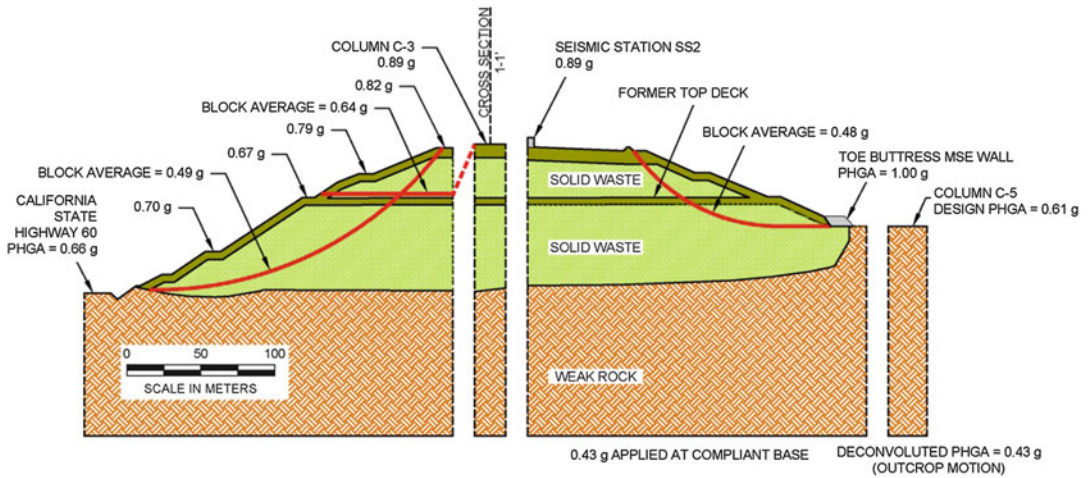 COLUMN C-3
0.89 g
0.82 g
BLOCK AVERAGE = 0.64 g
0.79 g
0.67 g
BLOCK AVERAGE = 0.49 g
0.70 g
CALIFORNIA
STATE
HIGHWAY 60
PHGA = 0.66 g
CROSS SECTION
1-1'
SEISMIC STATION SS2
0.89 g
FORMER TOP DECK
BLOCK AVERAGE = 0.48 g
TOE BUTTRESS MSE WALL
PHGA = 1.00 g
COLUMN C-5
DESIGN PHGA = 0.61 g
SOLID WASTE
SOLID WASTE
WEAK ROCK
0 50 100
SCALE IN METERS
0.43 g APPLIED AT COMPLIANT BASE
DECONVOLUTED PHGA = 0.43 g
(OUTCROP MOTION)